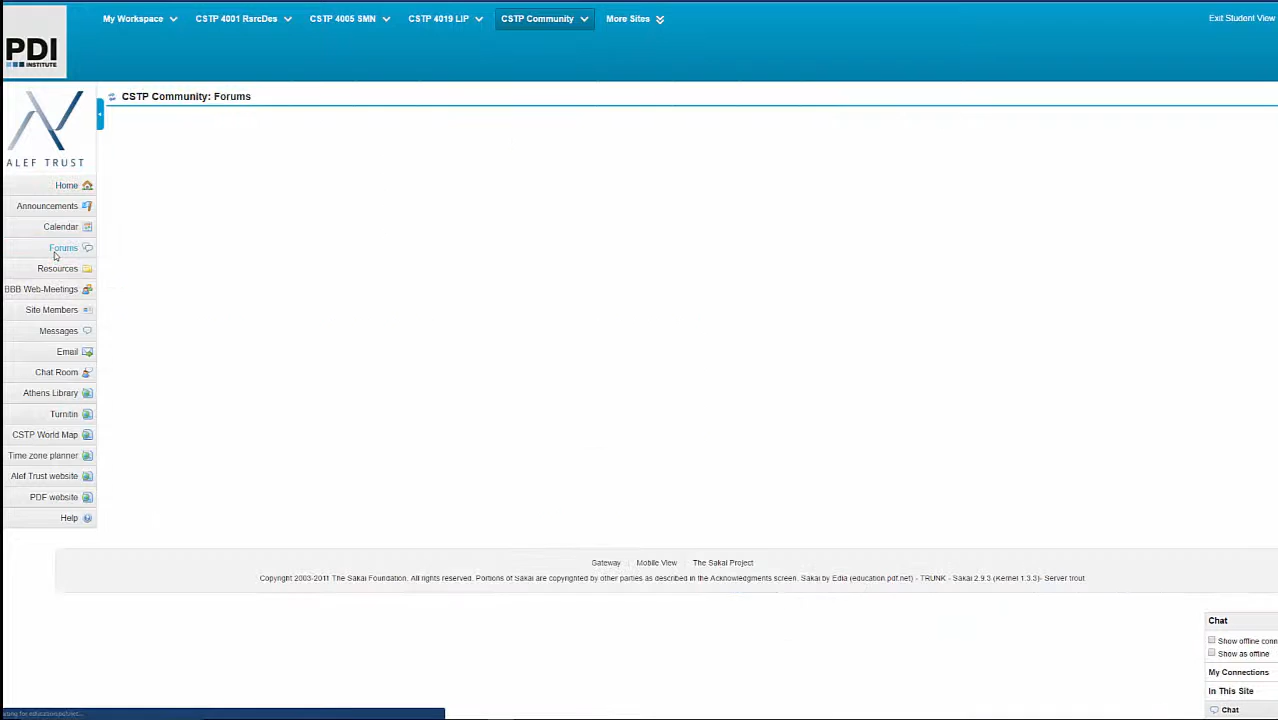 My Workspace
CSTP 4001 RsrcDes
CSTP 4005 SMN
CSTP 4019 LIP
CSTP Community
More Sites
Exit Student View
PDI
INSTITUTE
CSTP Community: Forums
ALEF TRUST
Home
Announcements
Calendar
Forums
Resources
BBB Web-Meetings
Site Members
Messages
Email
Chat Room
Athens Library
Turnitin
CSTP World Map
Time zone planner
Alef Trust website
PDF website
Help
Gateway
Mobile View
The Sakai Project
Copyright 2003-2011 The Sakai Foundation. All rights reserved. Portions of Sakai are copyrighted by other parties as described in the Acknowledgments screen. Sakai by Edia (education.pdf.net) - TRUNK - Sakai 2.9.3 (Kernel 1.3.3)- Server trout
Chat
Show offline conn
Show as offline
My Connections
In This Site
Chat